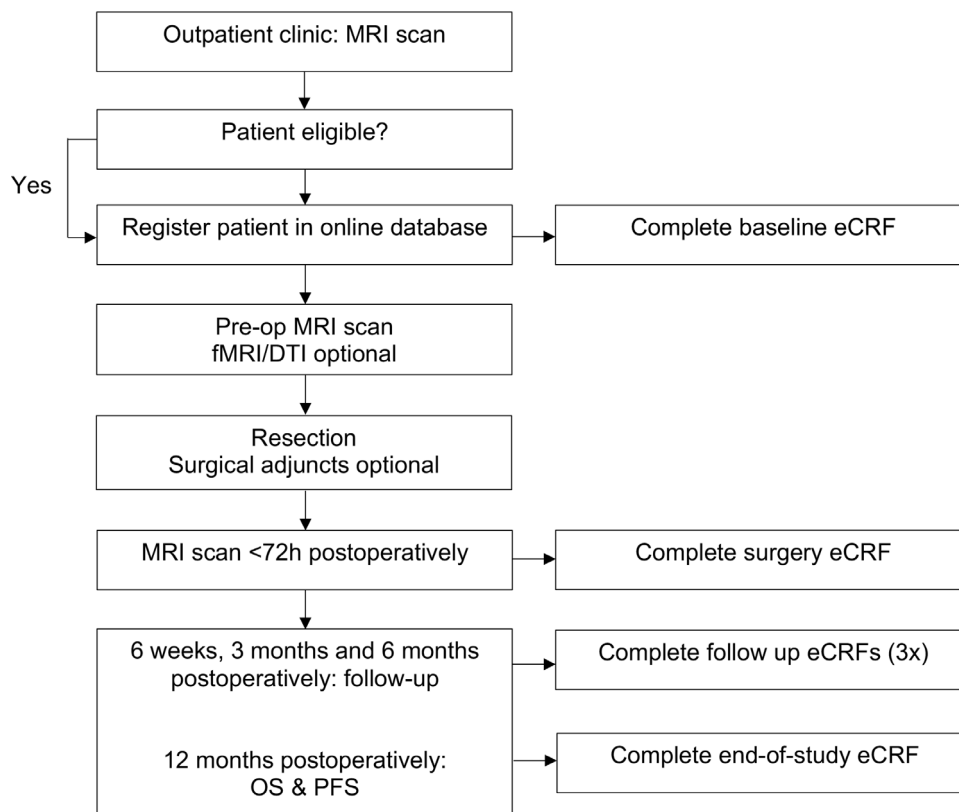 Outpatient clinic: MRI scan
Patient eligible?
Yes
Register patient in online database
Complete baseline eCRF
Pre-op MRI scan
fMRI/DTI optional
Resection
Surgical adjuncts optional
MRI scan <72h postoperatively
Complete surgery eCRF
6 weeks, 3 months and 6 months
postoperatively: follow-up
Complete follow up eCRFs (3x)
12 months postoperatively:
OS & PFS
Complete end-of-study eCRF